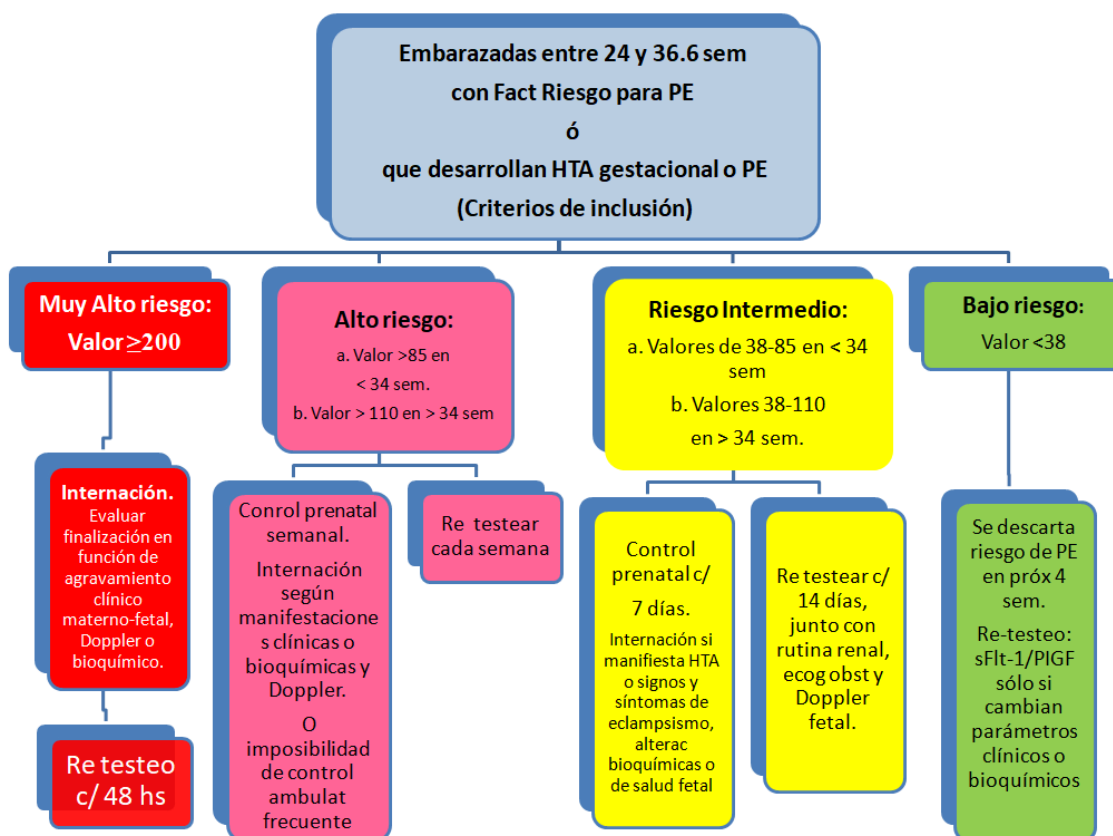 Embarazadas entre 24 y 36.6 sem
con Fact Riesgo para PE
ó
que desarrollan HTA gestacional o PE
(Criterios de inclusión)
Muy Alto riesgo:
Valor ≥200
Alto riesgo:
a. Valor >85 en
< 34 sem.
b. Valor > 110 en > 34 sem
Riesgo Intermedio:
a. Valores de 38-85 en < 34
sem
b. Valores 38-110
en > 34 sem.
Bajo riesgo:
Valor <38
Internación.
Evaluar
finalización en
función de
agravamiento
clínico
materno-fetal,
Doppler o
bioquímico.
Re testeo
c/ 48 hs
Conrol prenatal
semanal.
Internación
según
manifestacione
s clínicas o
bioquímicas y
Doppler.
O
imposibilidad
de control
ambulat
frecuente
Re testear
cada semana
Control
prenatal c/
7 días.
Internación si
manifiesta HTA
o signos y
síntomas de
eclampsismo,
alterac
bioquímicas o
de salud fetal
Re testear c/
14 días,
junto con
rutina renal,
ecog obst y
Doppler
fetal.
Se descarta
riesgo de PE
en próx 4
sem.
Re-testeo:
sFlt-1/PIGF
sólo si
cambian
parámetros
clínicos o
bioquímicos